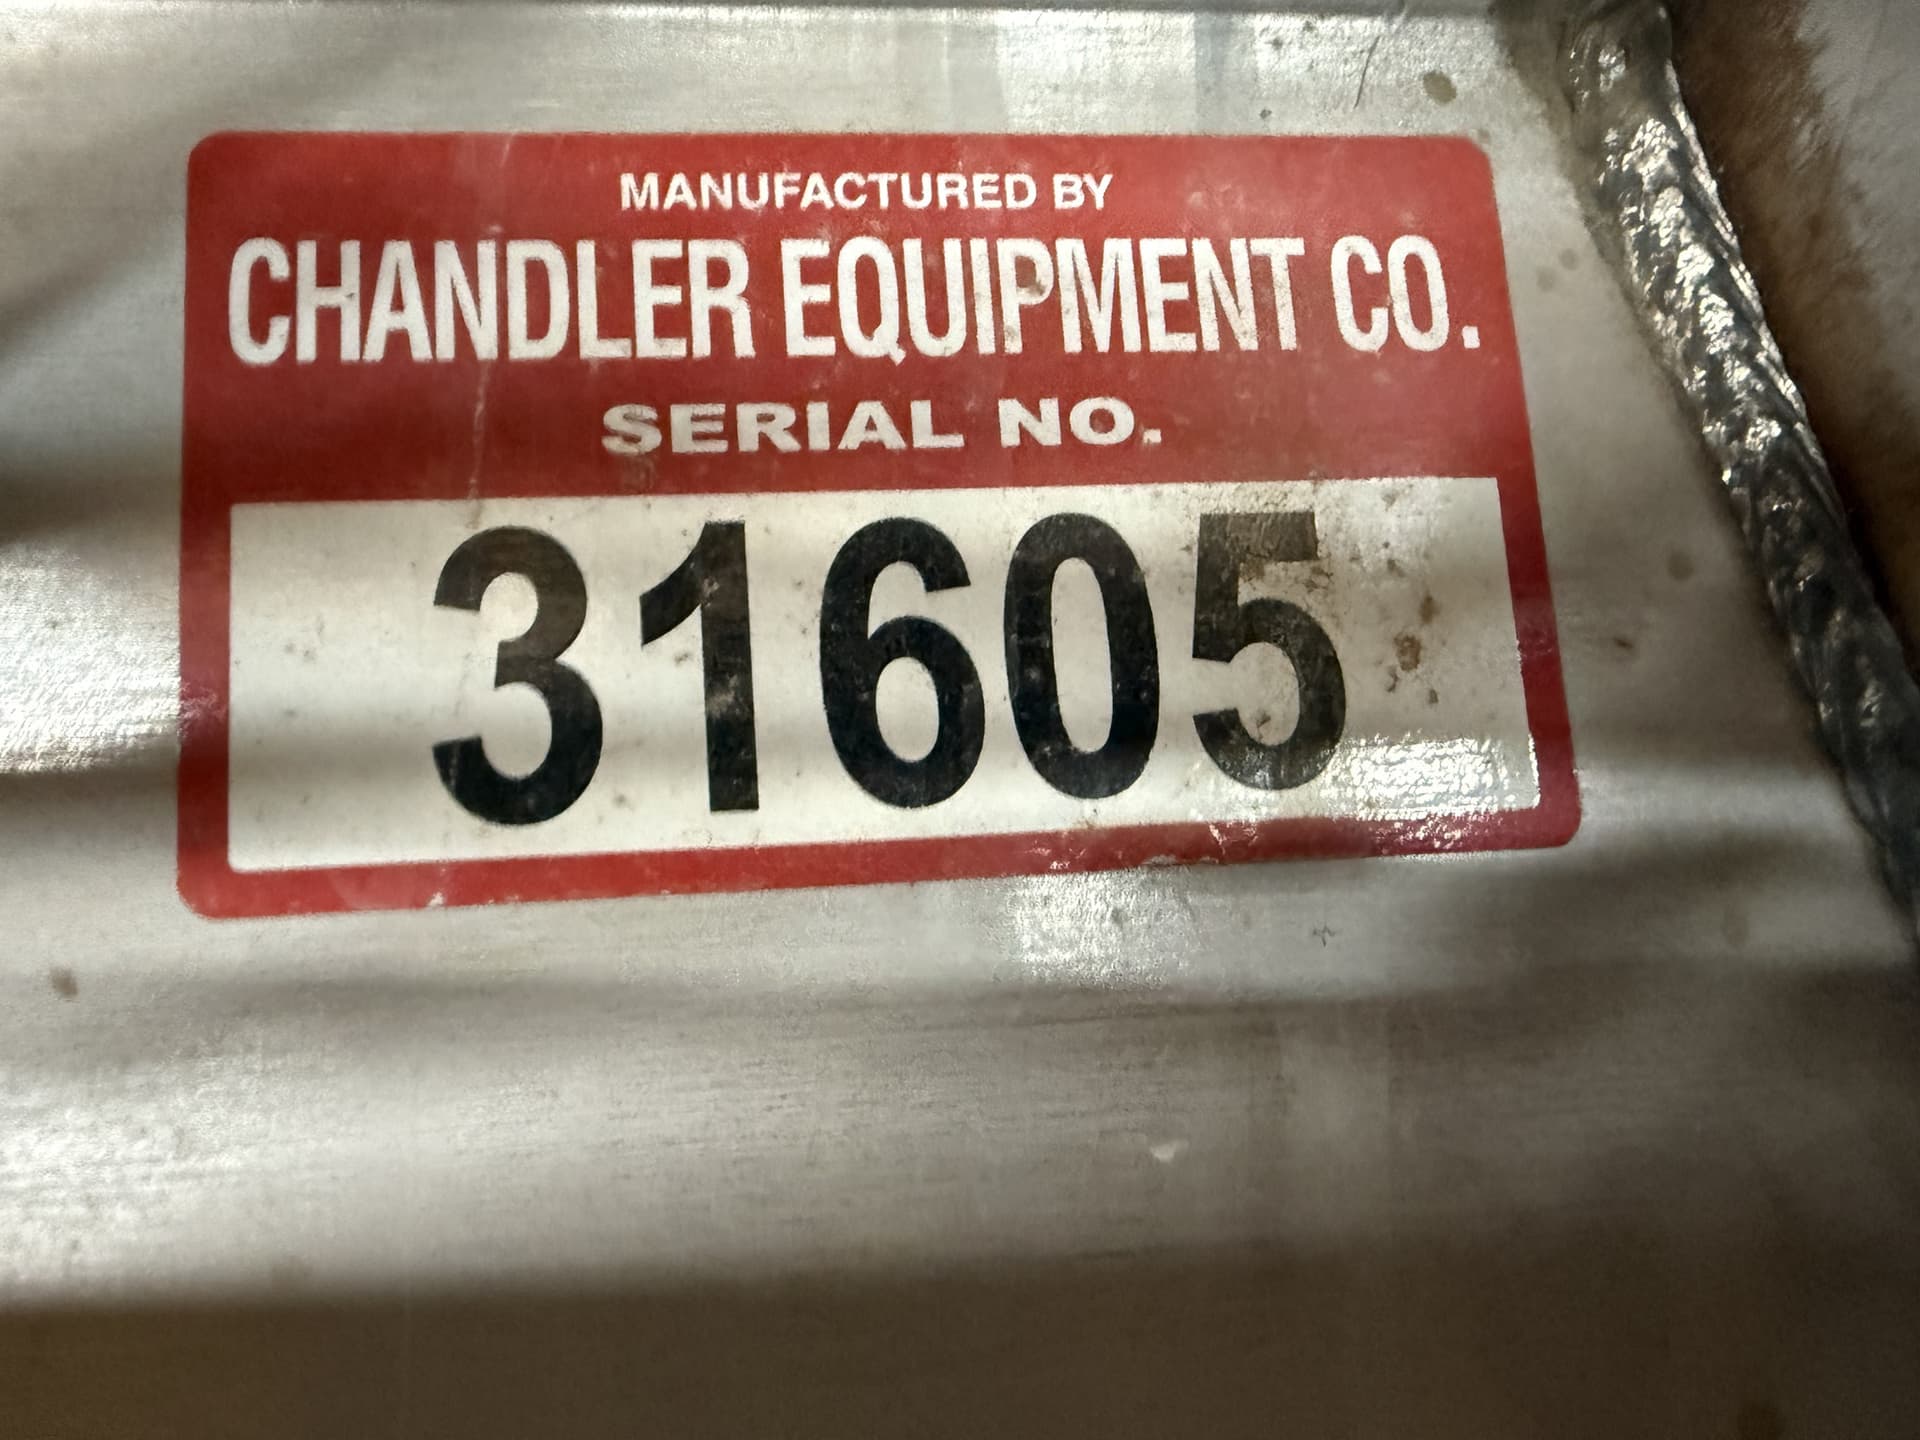 MANUFACTURED BY
CHANDLER EQUIPMENT CO.
SERIAL NO.
31605